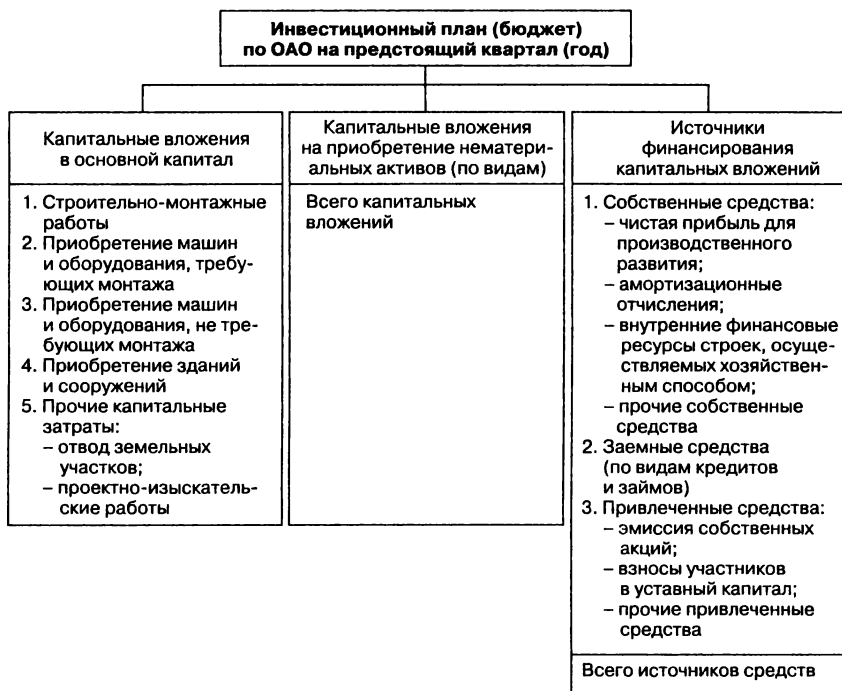 Инвестиционный план (бюджет)
по ОАО на предстоящий квартал (год)
Капитальные вложения
в основной капитал
1. Строительно-монтажные
работы
2. Приобретение машин
и оборудования, требу-
ющих монтажа
3. Приобретение машин
и оборудования, не тре-
бующих монтажа
4. Приобретение зданий
и сооружений
5. Прочие капитальные
затраты:
– отвод земельных
участков;
– проектно-изыскатель-
ские работы
Капитальные вложения
на приобретение нематери-
альных активов (по видам)
Всего капитальных
вложений
Источники
финансирования
капитальных вложений
1. Собственные средства:
– чистая прибыль для
производственного
развития;
– амортизационные
отчисления;
– внутренние финансовые
ресурсы строек, осуще-
ствляемых хозяйствен-
ным способом;
– прочие собственные
средства
2. Заемные средства
(по видам кредитов
и займов)
3. Привлеченные средства:
– эмиссия собственных
акций;
– взносы участников
в уставный капитал;
– прочие привлеченные
средства
Всего источников средств